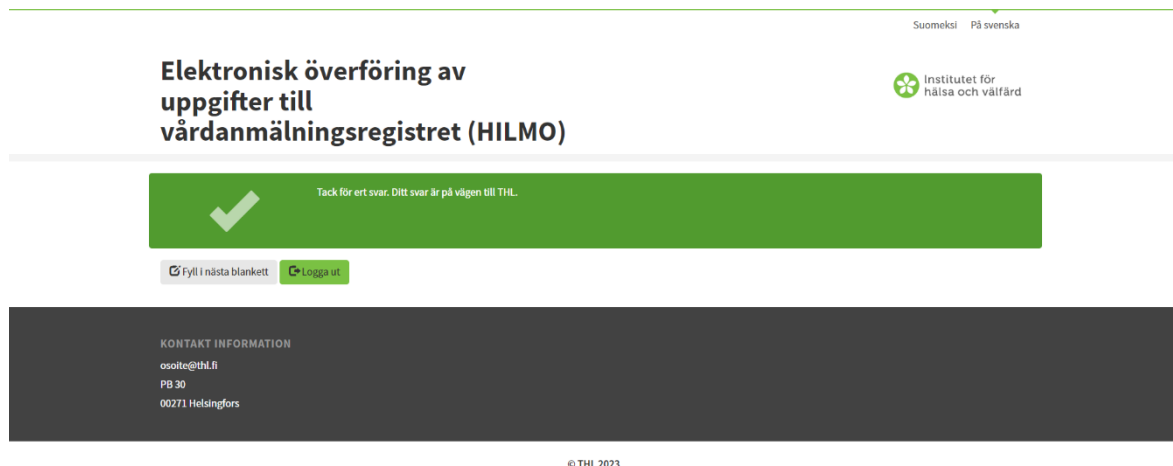 Suomeksi På svenska
Elektronisk överföring av
uppgifter till
vårdanmälningsregistret (HILMO)
Institutet för
hälsa och välfärd
Tack för ert svar. Ditt svar är på vägen till THL.
Fyll i nästa blankett Logga ut
KONTAKT INFORMATION
osoite@thl.fi
PB 30
00271 Helsingfors
© THL 2023